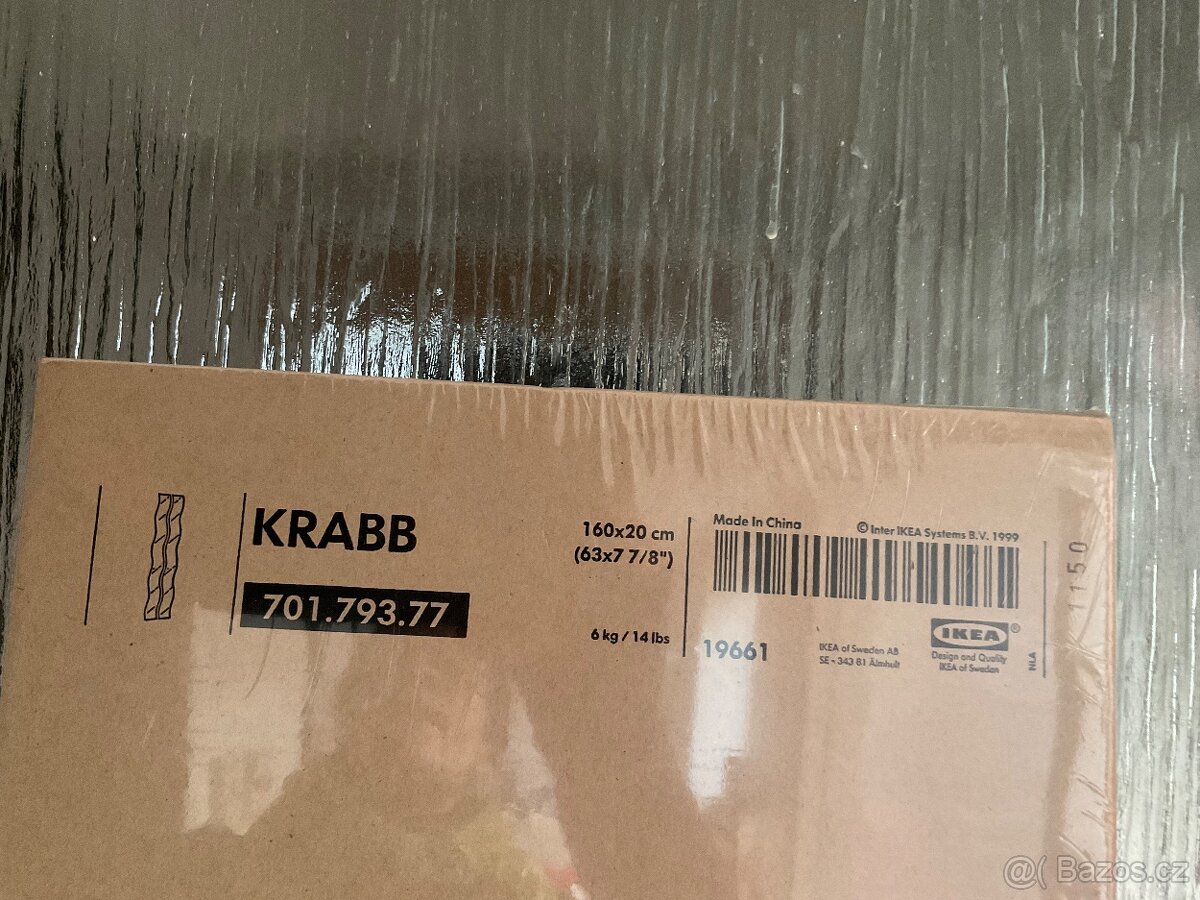 KRABB
701.793.77
160x20 cm
(63x7 7/8")
6 kg / 14 lbs
Made In China
© Inter IKEA Systems B.V. 1999
19661
IKEA of Sweden AB
SE - 343 81 Älmhult
IKEA®
Design and Quality
IKEA of Sweden
NLA
1150
@( Bazos.cz